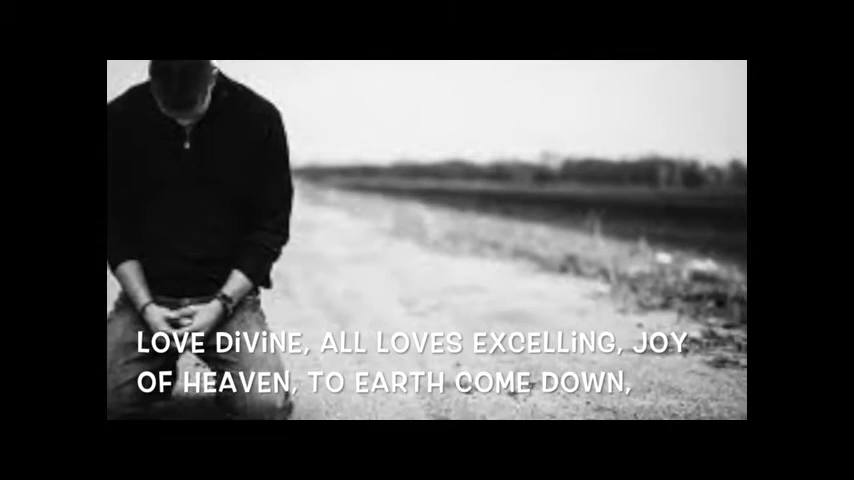 LOVE DiViNE, ALL LOVES EXCELLiNG, JOY
OF HEAVEN, TO EARTH COME DOWN,